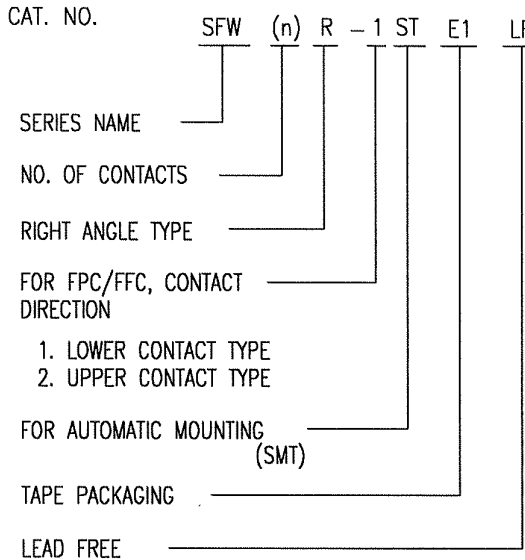 CAT. NO.
SFW (n) R - 1 ST E1 LF
SERIES NAME
NO. OF CONTACTS
RIGHT ANGLE TYPE
FOR FPC/FFC, CONTACT
DIRECTION
1. LOWER CONTACT TYPE
2. UPPER CONTACT TYPE
FOR AUTOMATIC MOUNTING
(SMT)
TAPE PACKAGING
LEAD FREE